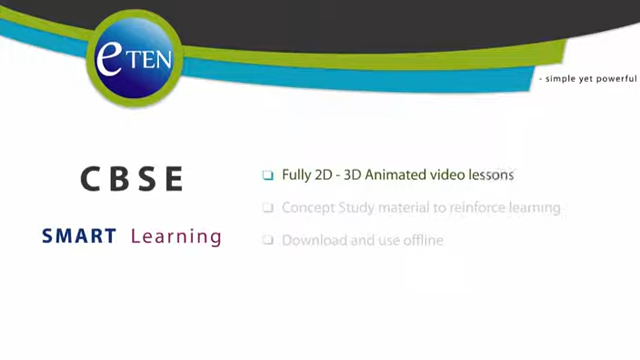 eTEN
- simple yet powerful
CBSE
SMART Learning
Fully 2D - 3D Animated video lessons
Concept Study material to reinforce learning
Download and use offline